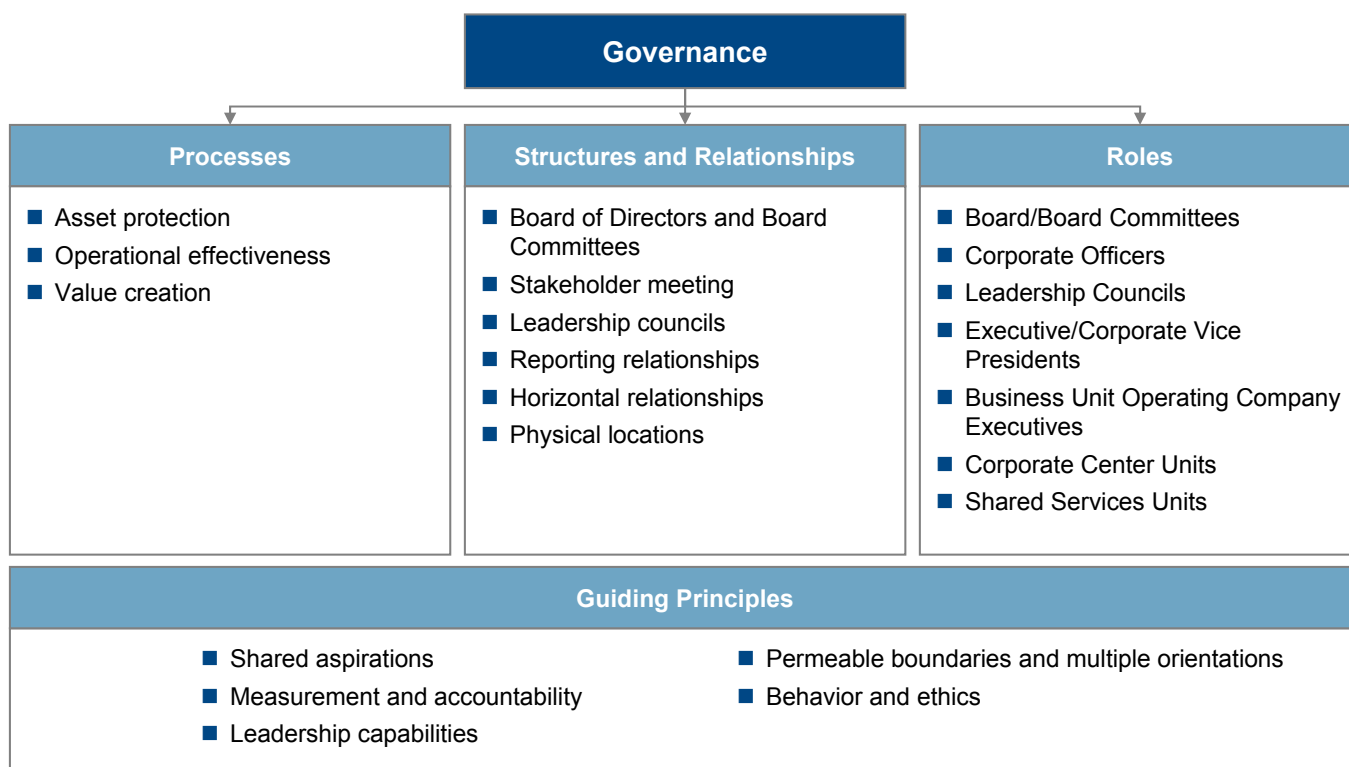 Governance
Processes
Asset protection
Operational effectiveness
Value creation
Structures and Relationships
Board of Directors and Board
Committees
Stakeholder meeting
Leadership councils
Reporting relationships
Horizontal relationships
Physical locations
Roles
Board/Board Committees
Corporate Officers
Leadership Councils
Executive/Corporate Vice
Presidents
Business Unit Operating Company
Executives
Corporate Center Units
Shared Services Units
Guiding Principles
Shared aspirations
Measurement and accountability
Leadership capabilities
Permeable boundaries and multiple orientations
Behavior and ethics